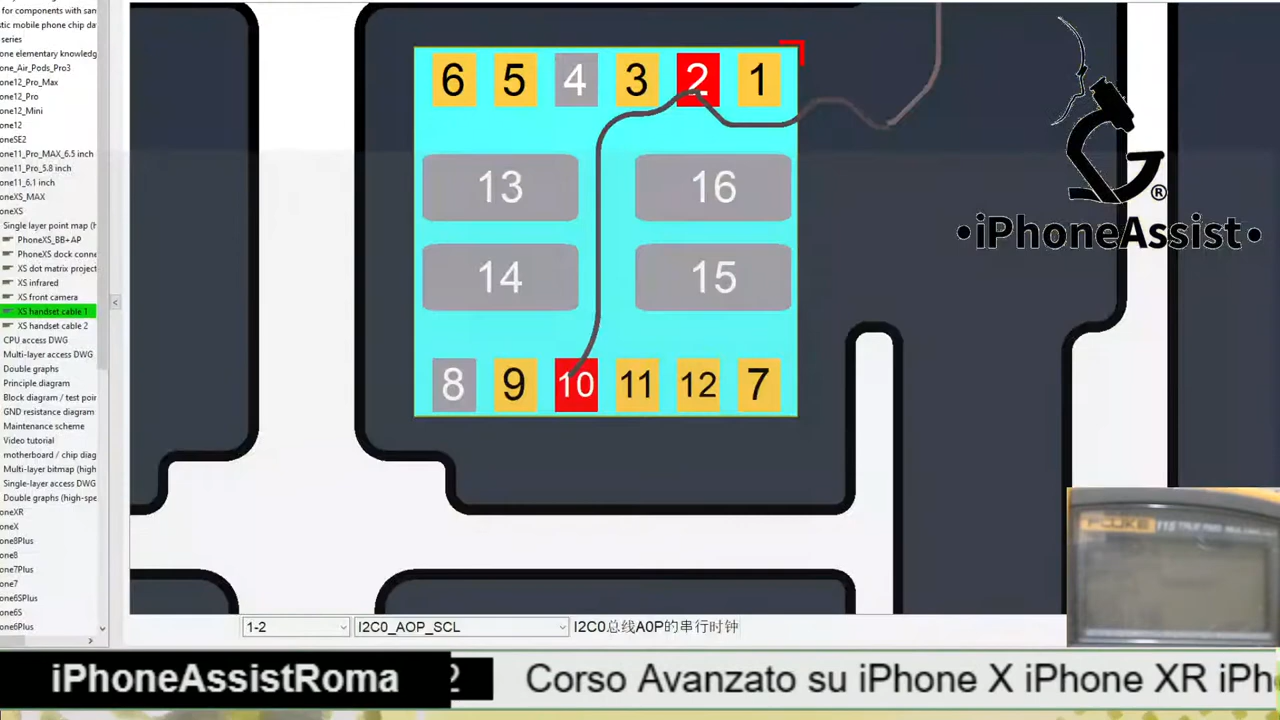 for components with san
stic mobile phone chip da
series
one elementary knowledg
one_Air_Pods_Pro3
one12_Pro_Max
one12_Pro
one12_Mini
one12
oneSE2
one11_Pro_MAX_6.5 inch
one11_Pro_5.8 inch
one11_6.1 inch
oneXS_MAX
oneXS
Single layer point map (h
PhoneXS_BB+AP
PhoneXS dock conne
XS dot matrix project
XS infrared
XS front camera
XS handset cable 1
XS handset cable 2
CPU access DWG
Multi-layer access DWG
Double graphs
Principle diagram
Block diagram / test poin
GND resistance diagram
Maintenance scheme
Video tutorial
motherboard / chip diag
Multi-layer bitmap (high
Single-layer access DWG
Double graphs (high-spe
oneXR
oneX
one8Plus
one8
one7Plus
one7
one6SPlus
one6S
one6Plus
<
6 5 4 3 2 1
13 16
14 15
8 9 10 11 12 7
®
•iPhoneAssist•
FLUKE 115 TRUE RMS
1-2
I2C0_AOP_SCL
I2C0总线A0P的串行时钟
iPhoneAssistRoma
2
Corso Avanzato su iPhone X iPhone XR iPh